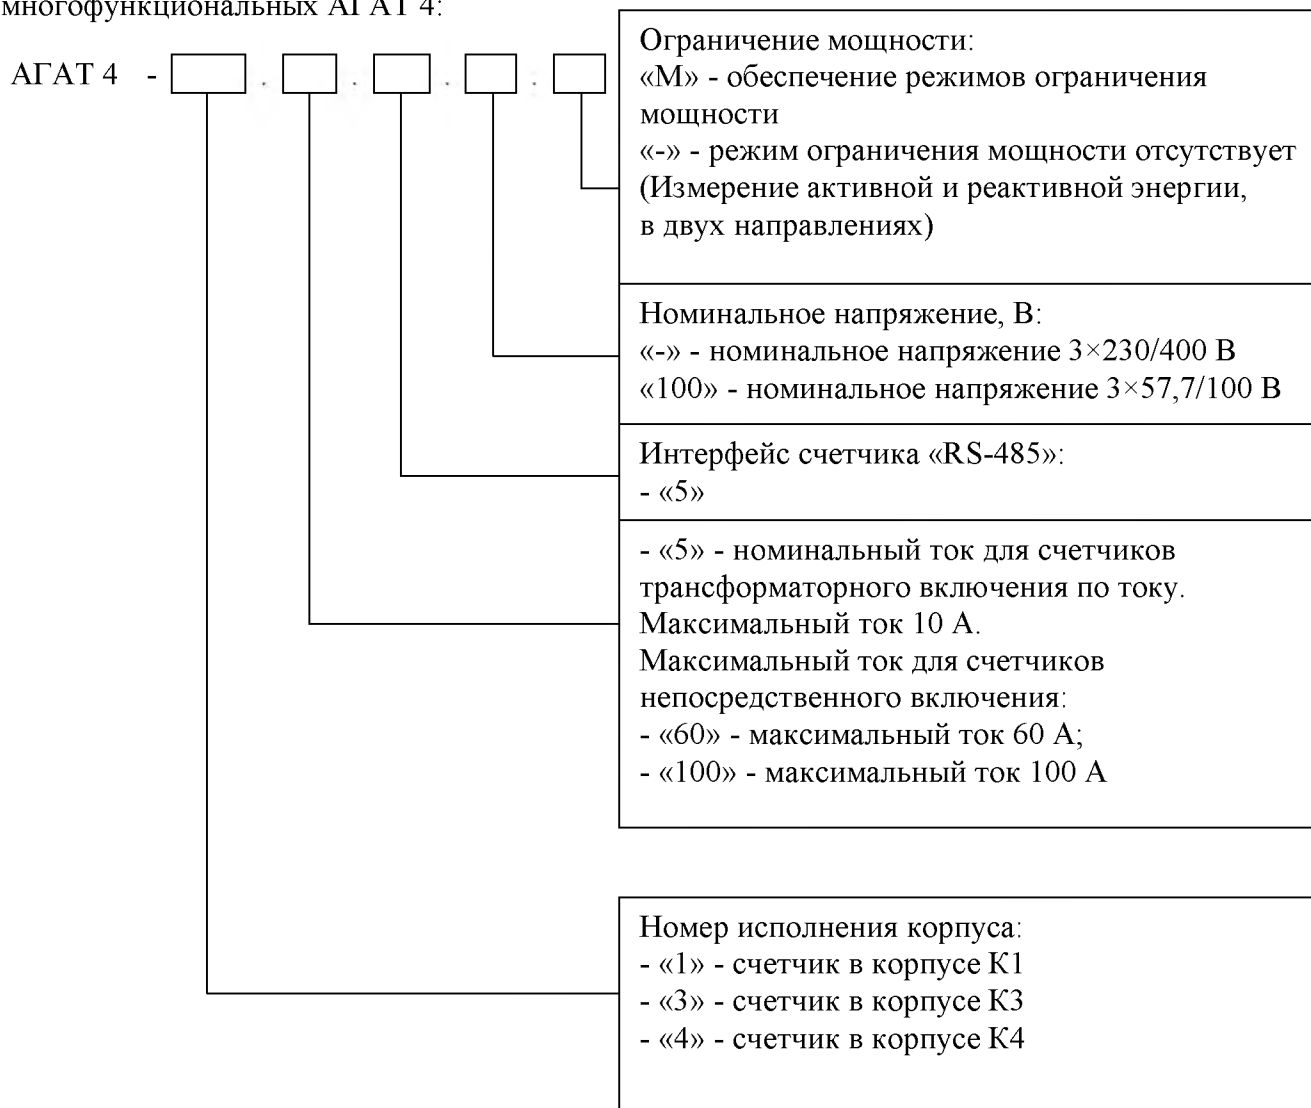 многофункциональных АГАТ 4:
АГАТ 4 - . . . .
Ограничение мощности:
«М» - обеспечение режимов ограничения
мощности
«-» - режим ограничения мощности отсутствует
(Измерение активной и реактивной энергии,
в двух направлениях)
Номинальное напряжение, В:
«-» - номинальное напряжение 3×230/400 В
«100» - номинальное напряжение 3×57,7/100 В
Интерфейс счетчика «RS-485»:
- «5»
- «5» - номинальный ток для счетчиков
трансформаторного включения по току.
Максимальный ток 10 А.
Максимальный ток для счетчиков
непосредственного включения:
- «60» - максимальный ток 60 А;
- «100» - максимальный ток 100 А
Номер исполнения корпуса:
- «1» - счетчик в корпусе К1
- «3» - счетчик в корпусе К3
- «4» - счетчик в корпусе К4